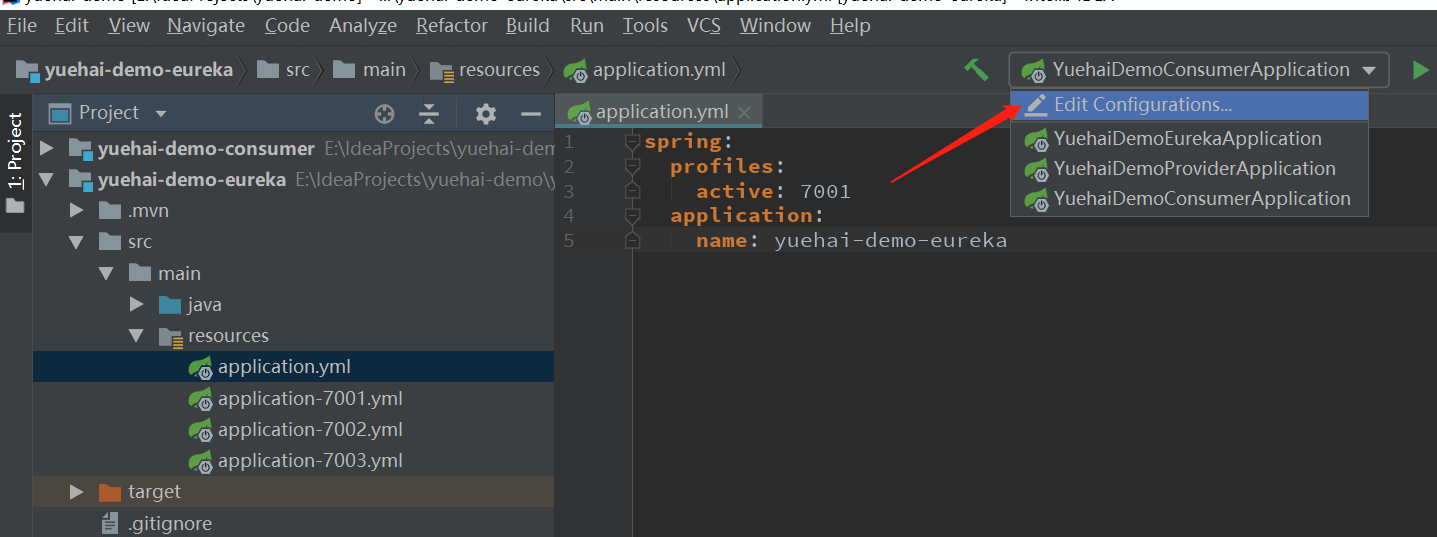 File Edit View Navigate Code Analyze Refactor Build Run Tools VCS Window Help
yuehai-demo-eureka src main resources application.yml YuehaiDemoConsumerApplication
Edit Configurations...
YuehaiDemoEurekaApplication
YuehaiDemoProviderApplication
YuehaiDemoConsumerApplication
1: Project
Project
yuehai-demo-consumer E:\IdeaProjects\yuehai-dem
yuehai-demo-eureka E:\IdeaProjects\yuehai-demo\y
.mvn
src
main
java
resources
application.yml
application-7001.yml
application-7002.yml
application-7003.yml
target
.gitignore
application.yml
1 spring:
2 profiles:
3 active: 7001
4 application:
5 name: yuehai-demo-eureka